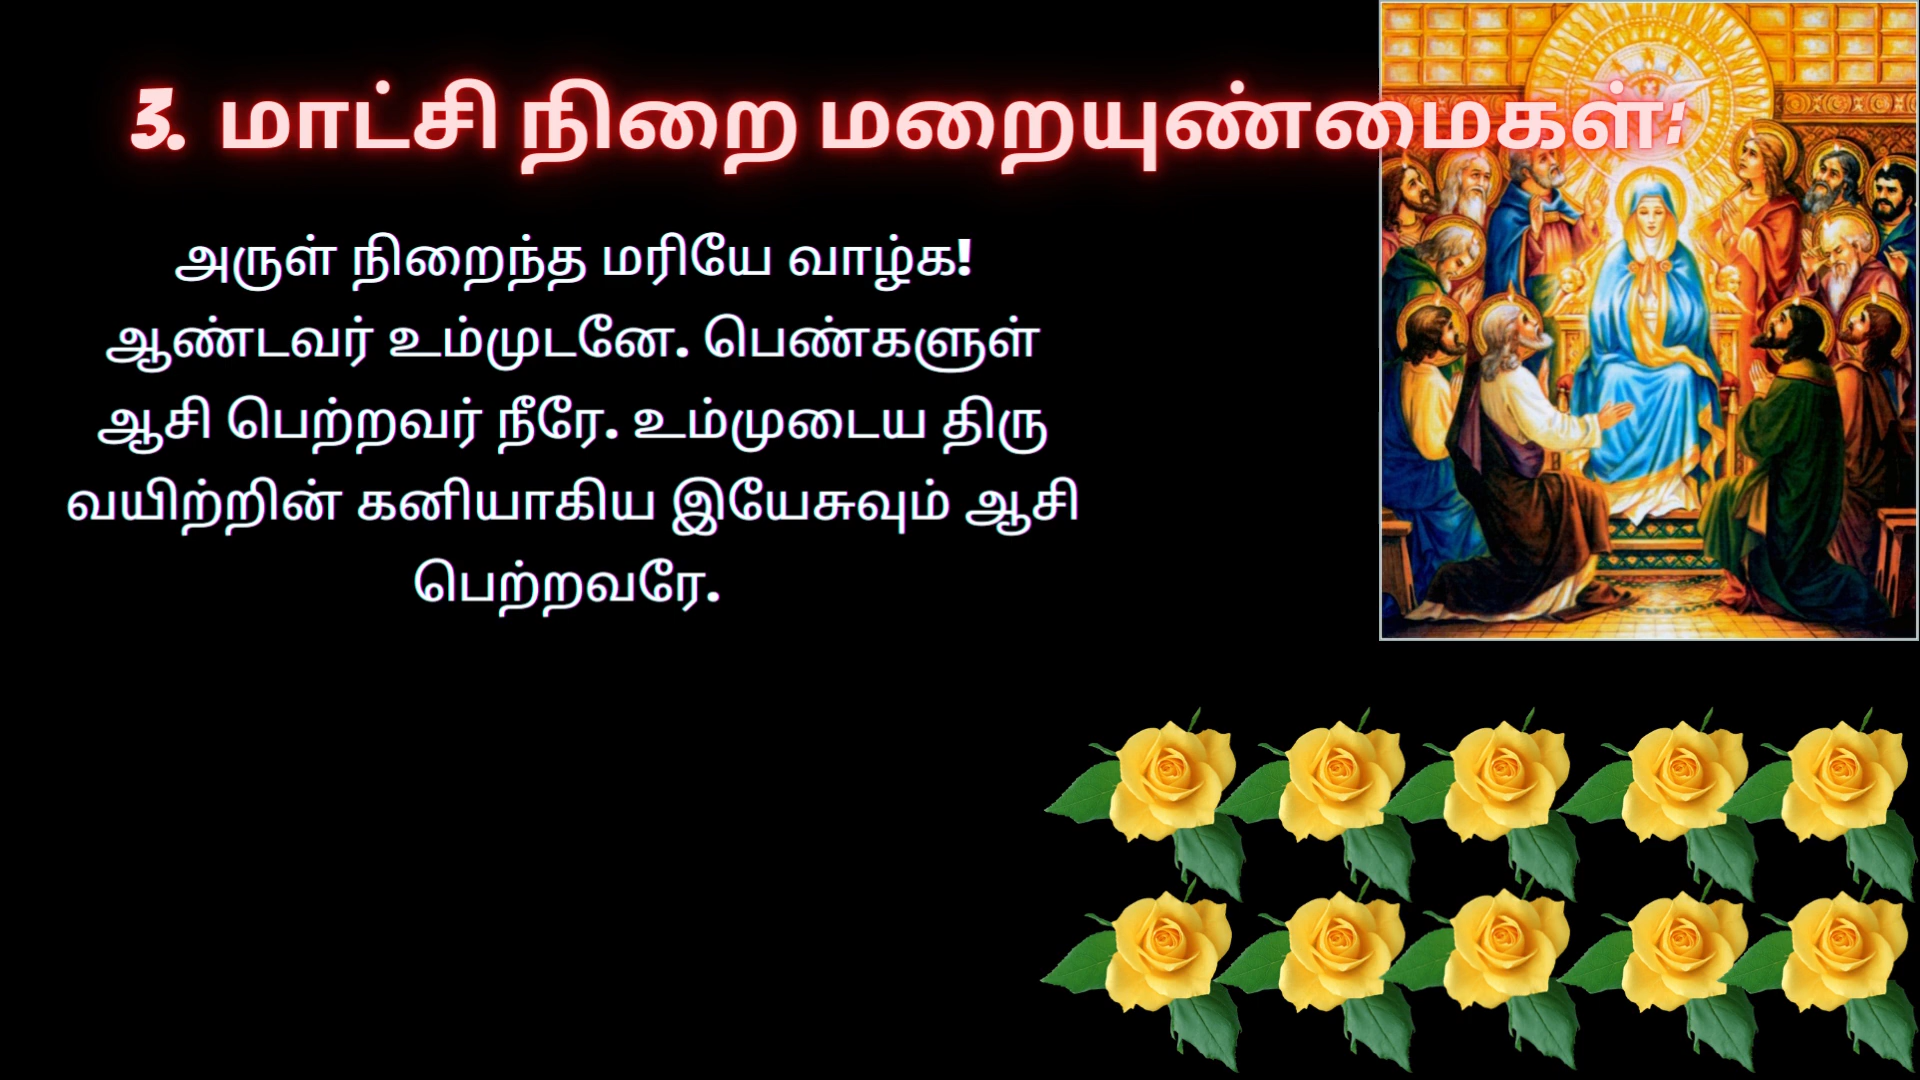 3. மாட்சி நிறை மறையுண்மைகள்:
அருள் நிறைந்த மரியே வாழ்க!
ஆண்டவர் உம்முடனே. பெண்களுள்
ஆசி பெற்றவர் நீரே. உம்முடைய திரு
வயிற்றின் கனியாகிய இயேசுவும் ஆசி
பெற்றவரே.